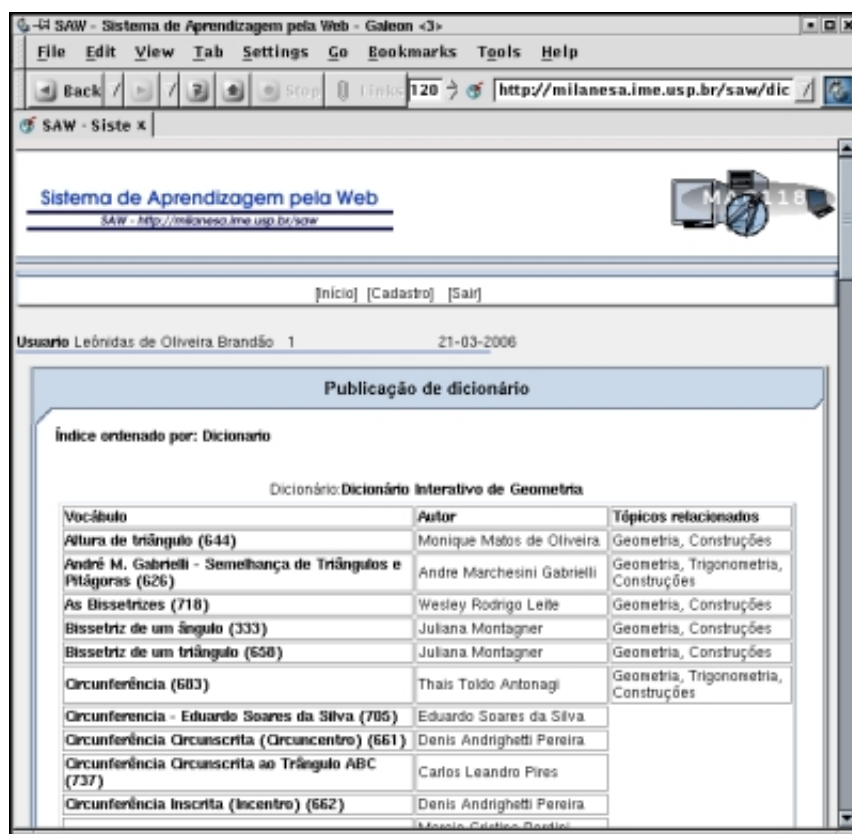 SAW - Sistema de Aprendizagem pela Web - Galeon <3>
File Edit View Tab Settings Go Bookmarks Tools Help
Back Stop Links 120 http://milanesa.ime.usp.br/saw/dic
SAW - Siste x
Sistema de Aprendizagem pela Web
SAW - http://milanesa.ime.usp.br/saw
118
[Início] [Cadastro] [Sair]
Usuario Leônidas de Oliveira Brandão 1 21-03-2006
Publicação de dicionário
Índice ordenado por: Dicionario
Dicionário:Dicionário Interativo de Geometria
Vocábulo Autor Tópicos relacionados
Altura de triângulo (644) Monique Matos de Oliveira Geometria, Construções
André M. Gabrielli - Semelhança de Triângulos e
Pitágoras (626) Andre Marchesini Gabrielli Geometria, Trigonometria,
Construções
As Bissetrizes (718) Wesley Rodrigo Leite Geometria, Construções
Bissetriz de um ângulo (333) Juliana Montagner Geometria, Construções
Bissetriz de um triângulo (658) Juliana Montagner Geometria, Construções
Circunferência (683) Thais Toldo Antonagi Geometria, Trigonometria,
Construções
Circunferencia - Eduardo Soares da Silva (705) Eduardo Soares da Silva
Circunferência Circunscrita (Circuncentro) (661) Denis Andrighetti Pereira
Circunferência Circunscrita ao Trângulo ABC
(737) Carlos Leandro Pires
Circunferência Inscrita (Incentro) (662) Denis Andrighetti Pereira